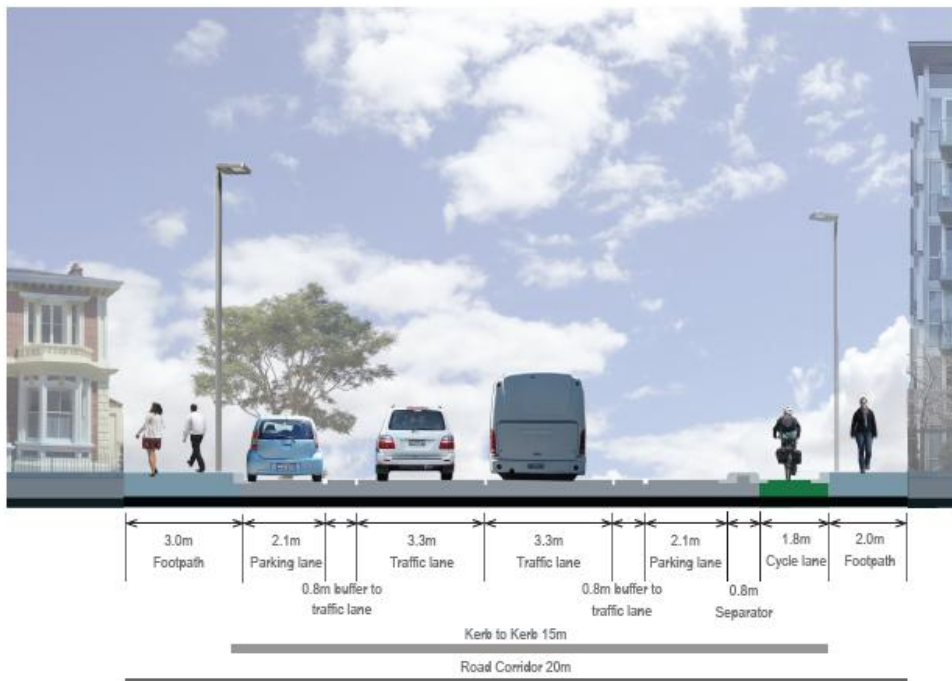 3.0m
Footpath
2.1m
Parking lane
0.8m buffer to
traffic lane
3.3m
Traffic lane
3.3m
Traffic lane
0.8m buffer to
traffic lane
2.1m
Parking lane
0.8m
Separator
1.8m
Cycle lane
2.0m
Footpath
Kerb to Kerb 15m
Road Corridor 20m